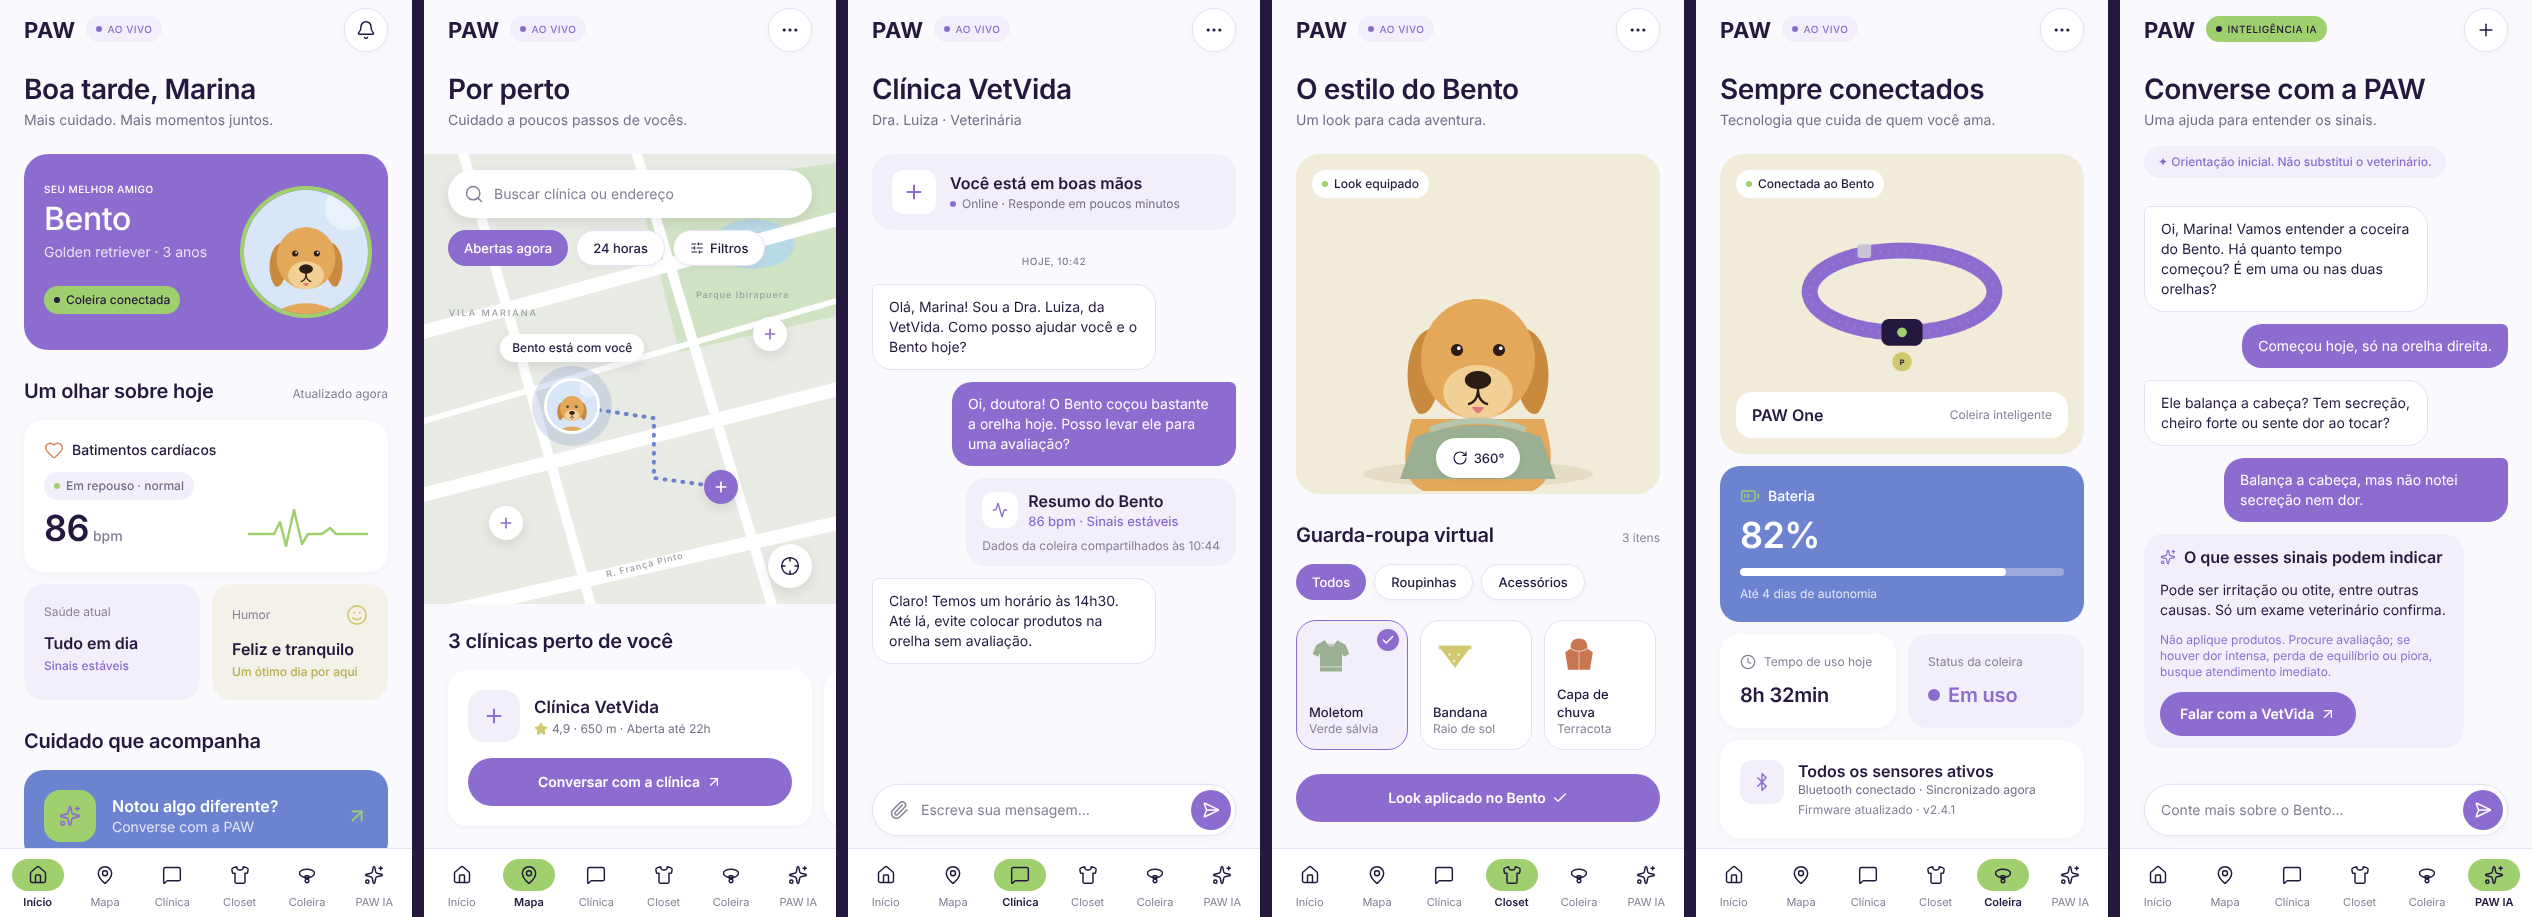 PAW
AO VIVO
Boa tarde, Marina
Mais cuidado. Mais momentos juntos.
SEU MELHOR AMIGO
Bento
Golden retriever · 3 anos
Coleira conectada
Um olhar sobre hoje
Atualizado agora
Batimentos cardíacos
Em repouso · normal
86 bpm
Saúde atual
Tudo em dia
Sinais estáveis
Humor
Feliz e tranquilo
Um ótimo dia por aqui
Cuidado que acompanha
Notou algo diferente?
Converse com a PAW
Início
Mapa
Clínica
Closet
Coleira
PAW IA
PAW
AO VIVO
Por perto
Cuidado a poucos passos de vocês.
Buscar clínica ou endereço
Abertas agora
24 horas
Filtros
Parque Ibirapuera
VILA MARIANA
Bento está com você
R. França Pinto
3 clínicas perto de você
Clínica VetVida
4,9 · 650 m · Aberta até 22h
Conversar com a clínica
Início
Mapa
Clínica
Closet
Coleira
PAW IA
PAW
AO VIVO
Clínica VetVida
Dra. Luiza · Veterinária
Você está em boas mãos
Online · Responde em poucos minutos
HOJE, 10:42
Olá, Marina! Sou a Dra. Luiza, da
VetVida. Como posso ajudar você e o
Bento hoje?
Oi, doutora! O Bento coçou bastante
a orelha hoje. Posso levar ele para
uma avaliação?
Resumo do Bento
86 bpm · Sinais estáveis
Dados da coleira compartilhados às 10:44
Claro! Temos um horário às 14h30.
Até lá, evite colocar produtos na
orelha sem avaliação.
Escreva sua mensagem...
Início
Mapa
Clínica
Closet
Coleira
PAW IA
PAW
AO VIVO
O estilo do Bento
Um look para cada aventura.
Look equipado
360°
Guarda-roupa virtual
3 itens
Todos
Roupinhas
Acessórios
Moletom
Verde sálvia
Bandana
Raio de sol
Capa de
chuva
Terracota
Look aplicado no Bento
Início
Mapa
Clínica
Closet
Coleira
PAW IA
PAW
AO VIVO
Sempre conectados
Tecnologia que cuida de quem você ama.
Conectada ao Bento
P
PAW One
Coleira inteligente
Bateria
82%
Até 4 dias de autonomia
Tempo de uso hoje
8h 32min
Status da coleira
Em uso
Todos os sensores ativos
Bluetooth conectado · Sincronizado agora
Firmware atualizado · v2.4.1
Início
Mapa
Clínica
Closet
Coleira
PAW IA
PAW
INTELIGÊNCIA IA
Converse com a PAW
Uma ajuda para entender os sinais.
Orientação inicial. Não substitui o veterinário.
Oi, Marina! Vamos entender a coceira
do Bento. Há quanto tempo
começou? É em uma ou nas duas
orelhas?
Começou hoje, só na orelha direita.
Ele balança a cabeça? Tem secreção,
cheiro forte ou sente dor ao tocar?
Balança a cabeça, mas não notei
secreção nem dor.
O que esses sinais podem indicar
Pode ser irritação ou otite, entre outras
causas. Só um exame veterinário confirma.
Não aplique produtos. Procure avaliação; se
houver dor intensa, perda de equilíbrio ou piora,
busque atendimento imediato.
Falar com a VetVida
Conte mais sobre o Bento...
Início
Mapa
Clínica
Closet
Coleira
PAW IA